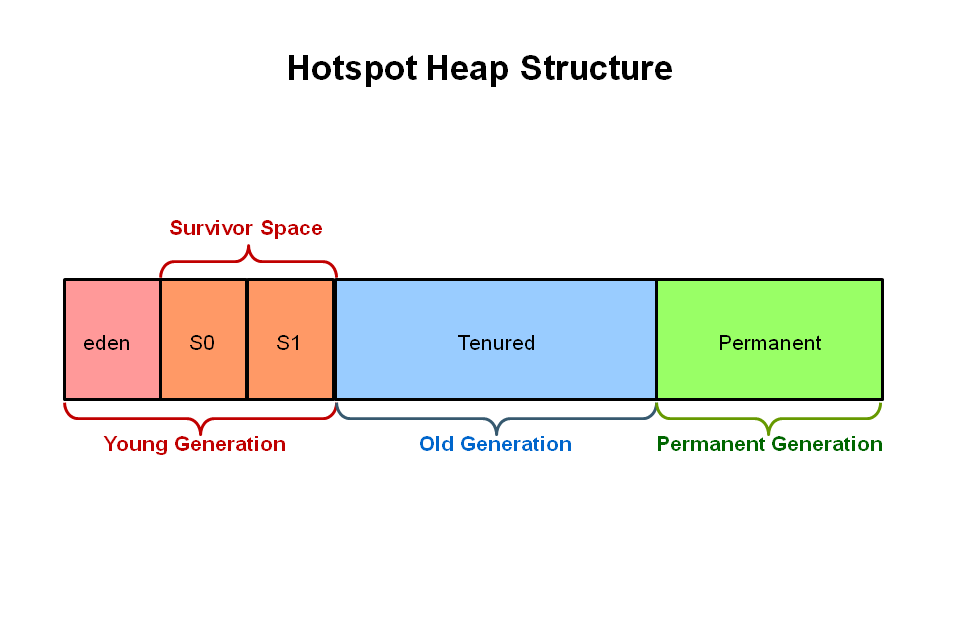 Hotspot Heap Structure
Survivor Space
eden
S0
S1
Tenured
Permanent
Young Generation
Old Generation
Permanent Generation